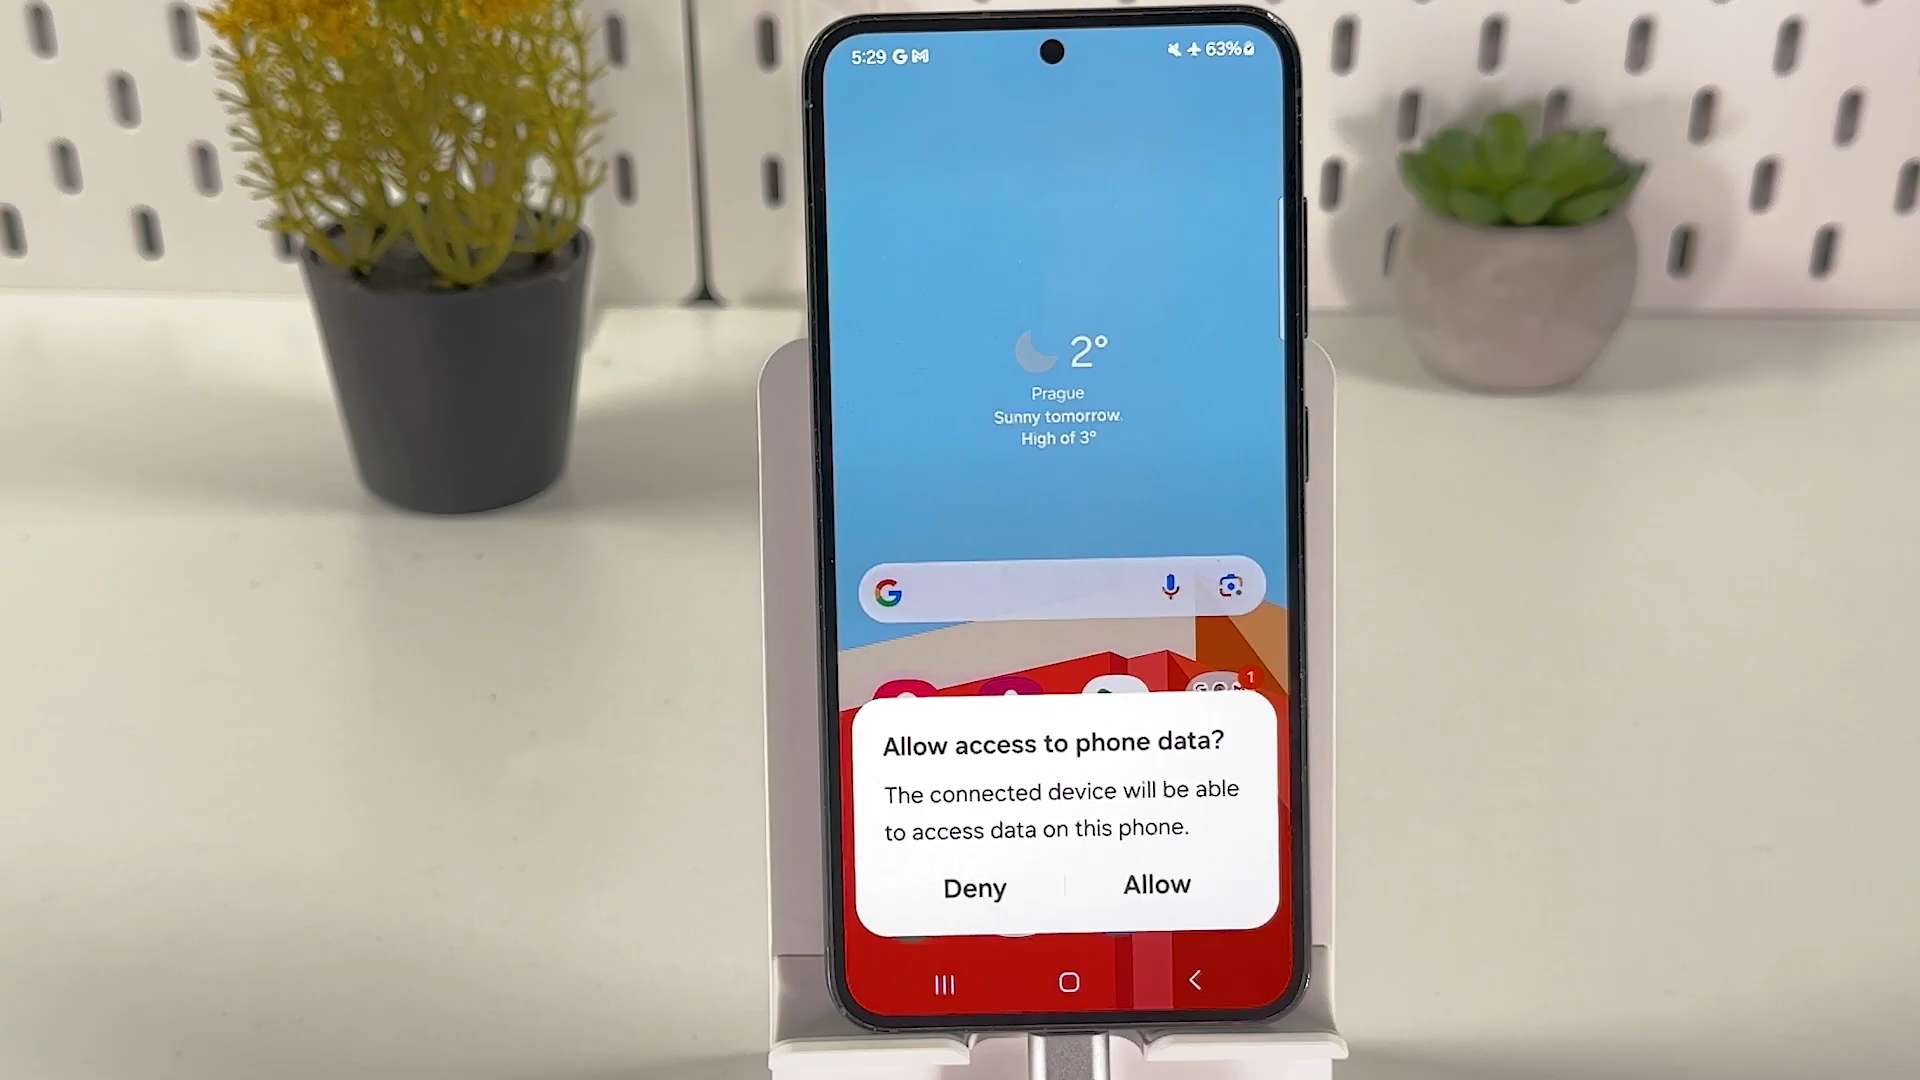 5:29 G M 63%
2°
Prague
Sunny tomorrow.
High of 3°
G
1
Allow access to phone data?
The connected device will be able
to access data on this phone.
Deny
Allow